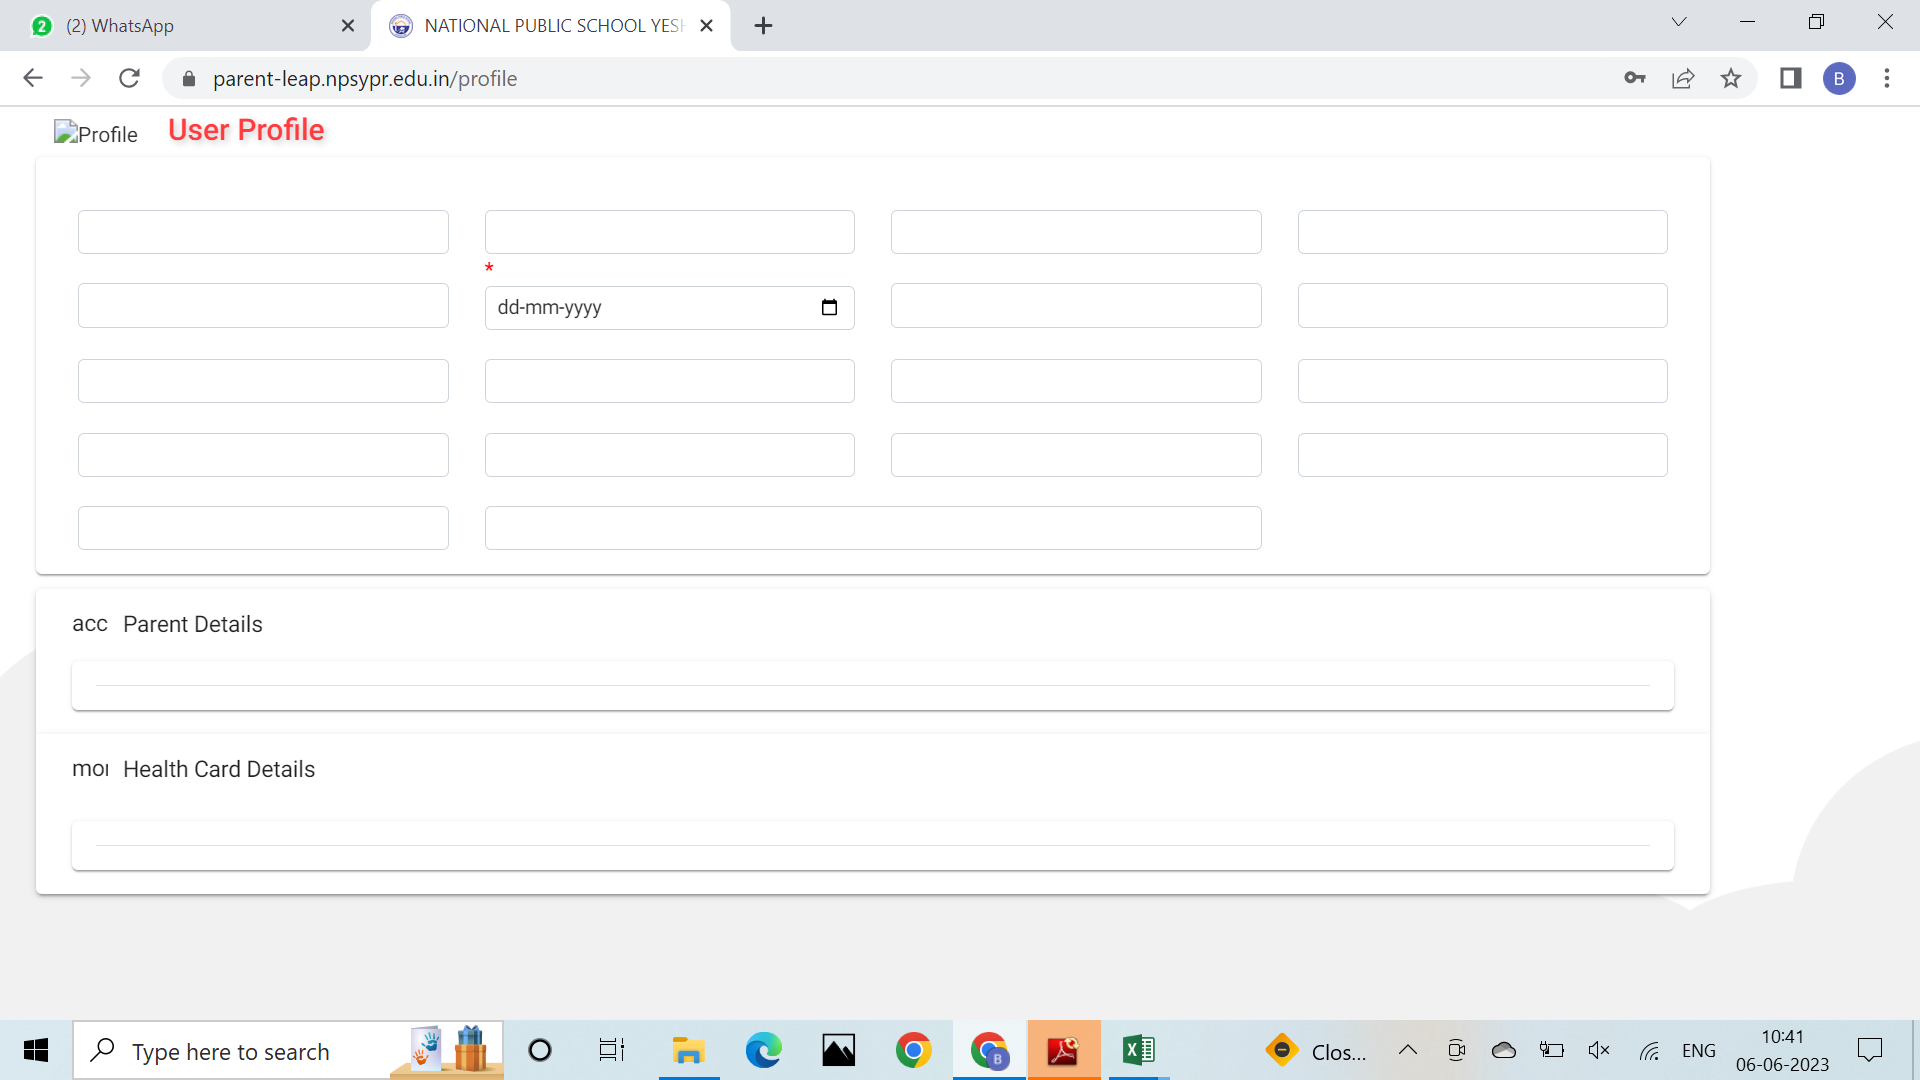 2
(2) WhatsApp
NATIONAL PUBLIC SCHOOL YESH
parent-leap.npsypr.edu.in/profile
B
Profile
User Profile
*
dd-mm-yyyy
acc Parent Details
Health Card Details
Type here to search
B
Clos...
ENG
10:41
06-06-2023